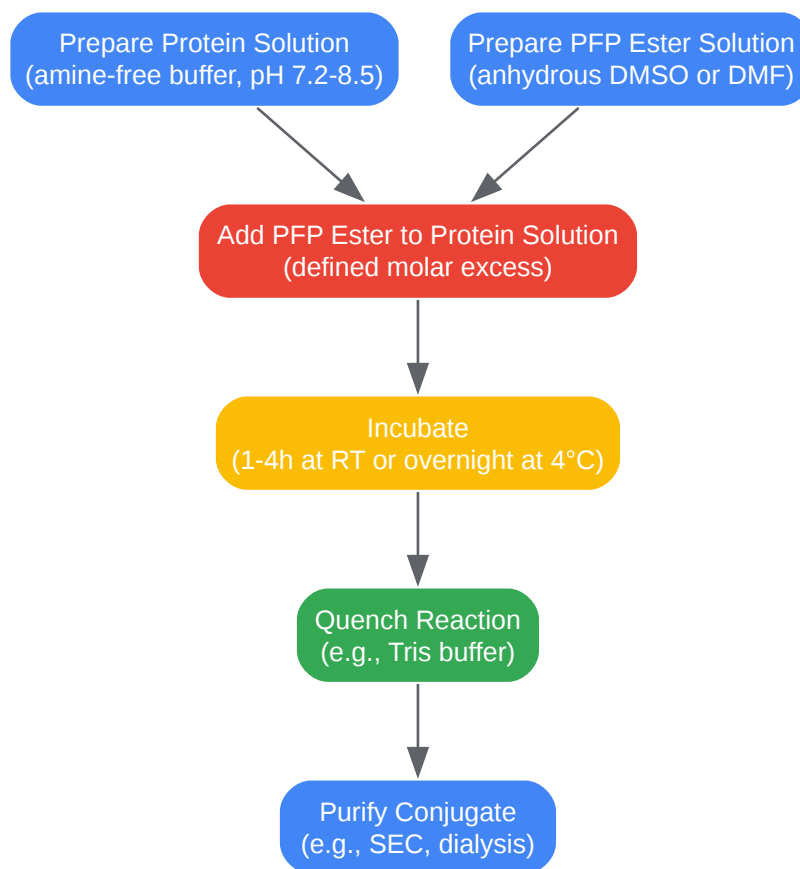 Prepare Protein Solution
(amine-free buffer, pH 7.2-8.5)
Prepare PFP Ester Solution
(anhydrous DMSO or DMF)
Add PFP Ester to Protein Solution
(defined molar excess)
Incubate
(1-4h at RT or overnight at 4°C)
Quench Reaction
(e.g., Tris buffer)
Purify Conjugate
(e.g., SEC, dialysis)